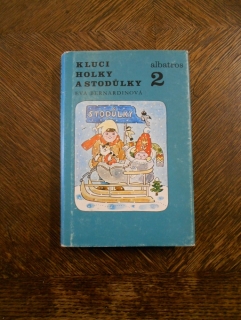 KLUCI
HOLKY
A STODŮLKY
EVA BERNARDINOVÁ
albatros
2
STODŮLKY